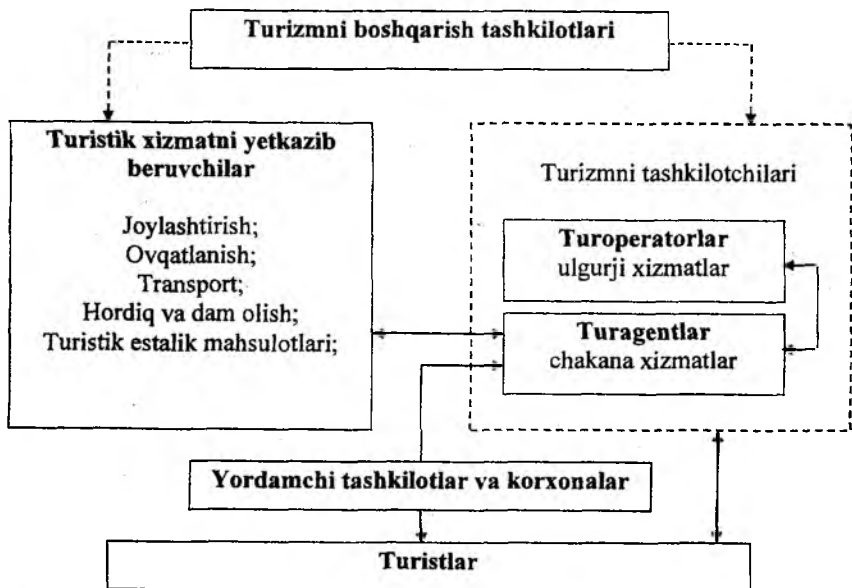 Turizmni boshqarish tashkilotlari
Turistik xizmatni yetkazib
beruvchilar
Joylashtirish;
Ovqatlanish;
Transport;
Hordiq va dam olish;
Turistik estalik mahsulotlari;
Turizmni tashkilotchilari
Turoperatorlar
ulgurji xizmatlar
Turagentlar
chakana xizmatlar
Yordamchi tashkilotlar va korxonalar
Turistlar